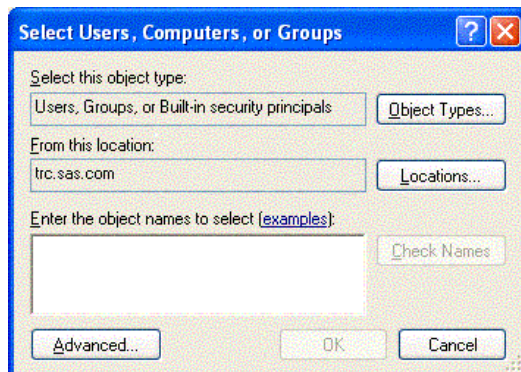 Select Users, Computers, or Groups
Select this object type:
Users, Groups, or Built-in security principals
Object Types...
From this location:
trc.sas.com
Locations...
Enter the object names to select (examples):
Check Names
Advanced...
OK
Cancel